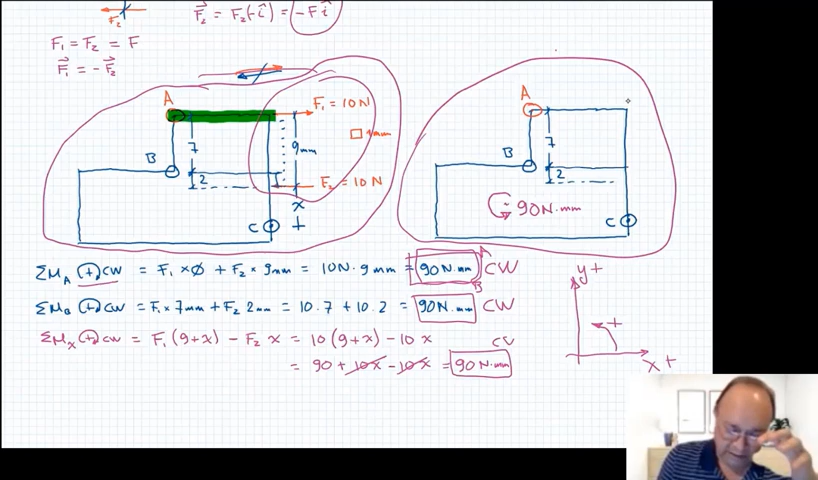 F₂
F⃗₂ = F₂(-î) = -Fî
F₁ = F₂ = F
F⃗₁ = -F⃗₂
A
F₁ = 10N
9mm
7
B
2
F₂ = 10N
x
C
A
7
B
2
90N.mm
C
ΣM_A (+) CW = F₁ × Ø + F₂ × 9mm = 10N · 9mm = 90N.mm CW
A
B
ΣM_B (+) CW = F₁ × 7mm + F₂ 2mm = 10.7 + 10.2 = 90N.mm CW
ΣM_x (+) CW = F₁(9+x) - F₂ x = 10(9+x) - 10x
= 90 + 10x - 10x = 90N.mm
y+
+
x+